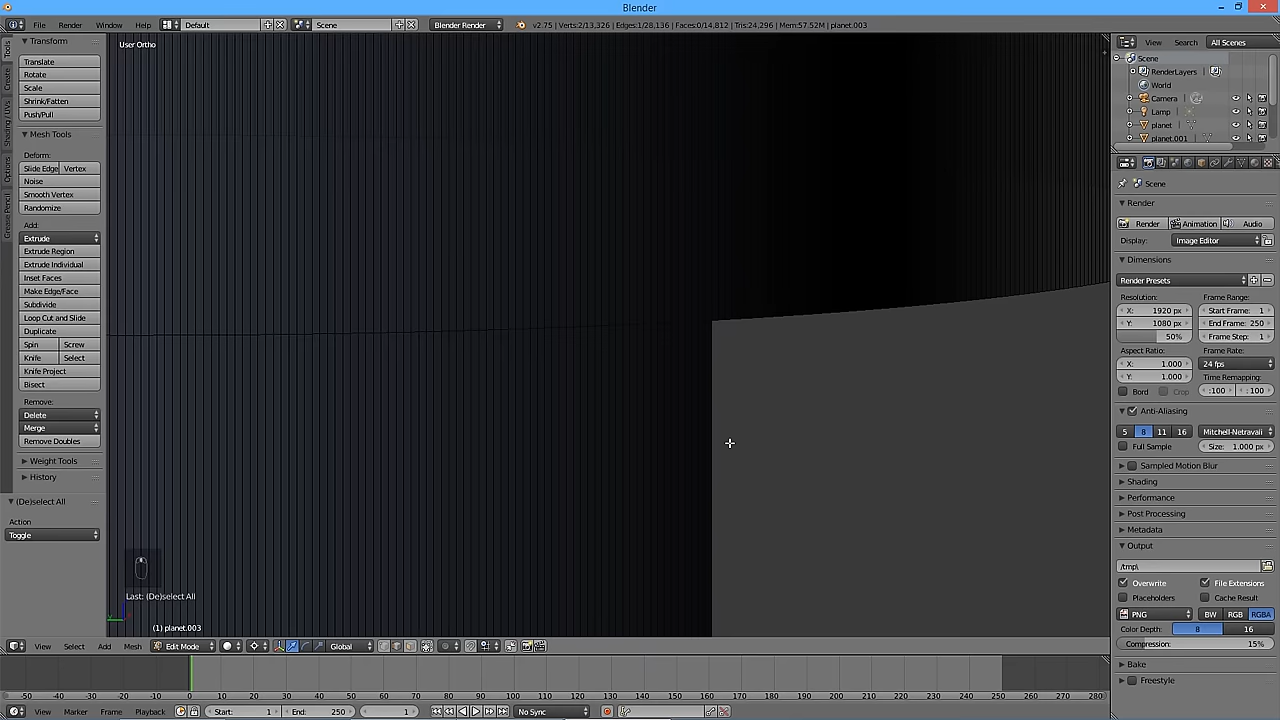 Blender
File Render Window Help Default Scene Blender Render v2.75 | Verts:2/13,326 | Edges:1/28,136 | Faces:0/14,812 | Tris:24,296 | Mem:57.52M | planet.003
View Search All Scenes
Scene
RenderLayers
World
Camera
Lamp
planet
planet.001
Tools
Create
Shading / UVs
Options
Grease Pencil
Transform
Translate
Rotate
Scale
Shrink/Fatten
Push/Pull
Mesh Tools
Deform:
Slide Edge Vertex
Noise
Smooth Vertex
Randomize
Add:
Extrude
Extrude Region
Extrude Individual
Inset Faces
Make Edge/Face
Subdivide
Loop Cut and Slide
Duplicate
Spin Screw
Knife Select
Knife Project
Bisect
Remove:
Delete
Merge
Remove Doubles
Weight Tools
History
(De)select All
Action
Toggle
User Ortho
Last: (De)select All
(1) planet.003
Scene
Render
Render Animation Audio
Display: Image Editor
Dimensions
Render Presets
Resolution: Frame Range:
X: 1920 px Start Frame: 1
Y: 1080 px End Frame: 250
50% Frame Step: 1
Aspect Ratio: Frame Rate:
X: 1.000 24 fps
Y: 1.000 Time Remapping:
Bord Crop :100 : 100
Anti-Aliasing
5 8 11 16 Mitchell-Netravali
Full Sample Size: 1.000 px
Sampled Motion Blur
Shading
Performance
Post Processing
Metadata
Output
/tmp\
Overwrite File Extensions
Placeholders Cache Result
PNG BW RGB RGBA
Color Depth: 8 16
Compression: 15%
Bake
Freestyle
View Select Add Mesh Edit Mode Global
-50 -40 -30 -20 -10 0 10 20 30 40 50 60 70 80 90 100 110 120 130 140 150 160 170 180 190 200 210 220 230 240 250 260 270 280
View Marker Frame Playback Start: 1 End: 250 1 No Sync